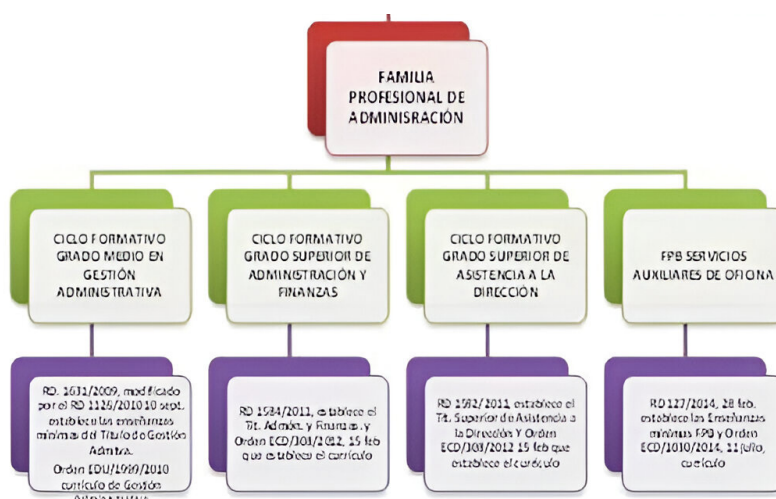 FAMILIA
PROFESIONAL DE
ADMINISRACIÓN
CICLO FORMATIVO
GRADO MEDIO EN
GESTIÓN
ADMINISTRATIVA
CICLO FORMATIVO
GRADO SUPERIOR DE
ADMINISTRACIÓN Y
FINANZAS
CICLO FORMATIVO
GRADO SUPERIOR DE
ASISTENCIA A LA
DIRECCIÓN
FPB SERVICIOS
AUXILIARES DE OFICINA
RD. 1631/2009, modificado
por el RD 1126/2010 10 sept.
establece las enseñanzas
mínimas del Título de Gestión
Admtva.
Orden EDU/1999/2010
currículo de Gestión
RD 1584/2011, establece el
Tít. Admón. y Finanzas. y
Orden ECD/308/2012, 15 feb
que establece el currículo
RD 1582/2011, establece el
Tít. Superior de Asistencia a
la Dirección Y Orden
ECD/308/2012 15 feb que
establece el currículo
RD 127/2014, 28 feb.
establece las Enseñanzas
mínimas FPB y Orden
ECD/1030/2014, 11 julio,
currículo